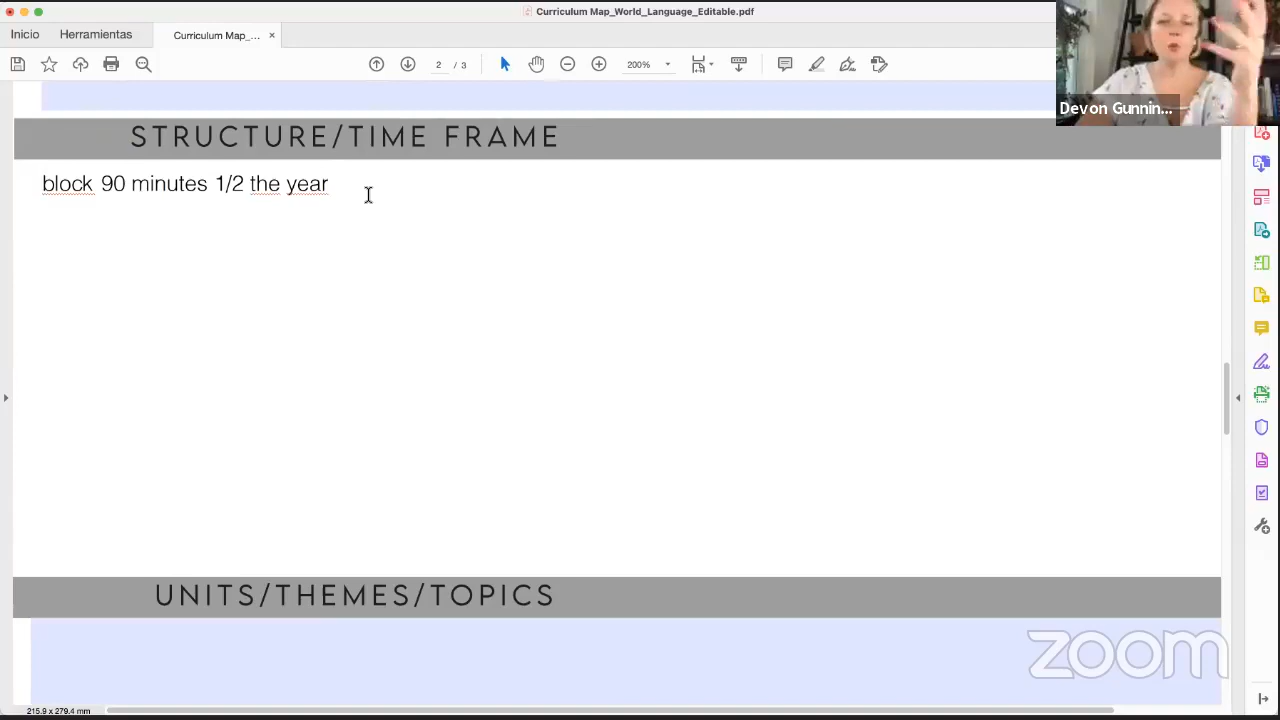 Curriculum Map_World_Language_Editable.pdf
Inicio
Herramientas
Curriculum Map_...
2 / 3
200%
Devon Gunnin...
STRUCTURE/TIME FRAME
block 90 minutes 1/2 the year
UNITS/THEMES/TOPICS
zoom
215.9 x 279.4 mm